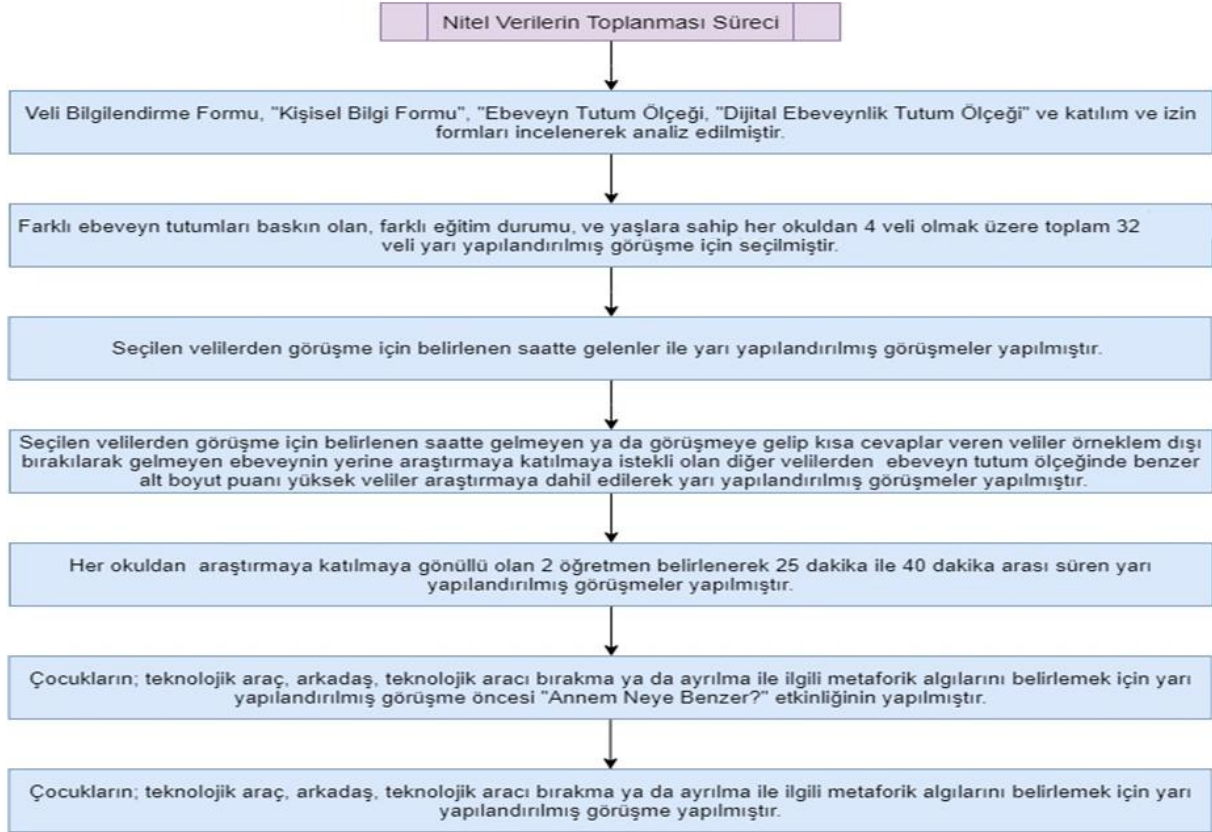 Nitel Verilerin Toplanması Süreci
Veli Bilgilendirme Formu, "Kişisel Bilgi Formu", "Ebeveyn Tutum Ölçeği, "Dijital Ebeveynlik Tutum Ölçeği" ve katılım ve izin
formları incelenerek analiz edilmiştir.
Farklı ebeveyn tutumları baskın olan, farklı eğitim durumu, ve yaşlara sahip her okuldan 4 veli olmak üzere toplam 32
veli yarı yapılandırılmış görüşme için seçilmiştir.
Seçilen velilerden görüşme için belirlenen saatte gelenler ile yarı yapılandırılmış görüşmeler yapılmıştır.
Seçilen velilerden görüşme için belirlenen saatte gelmeyen ya da görüşmeye gelip kısa cevaplar veren veliler örneklem dışı
bırakılarak gelmeyen ebeveynin yerine araştırmaya katılmaya istekli olan diğer velilerden ebeveyn tutum ölçeğinde benzer
alt boyut puanı yüksek veliler araştırmaya dahil edilerek yarı yapılandırılmış görüşmeler yapılmıştır.
Her okuldan araştırmaya katılmaya gönüllü olan 2 öğretmen belirlenerek 25 dakika ile 40 dakika arası süren yarı
yapılandırılmış görüşmeler yapılmıştır.
Çocukların; teknolojik araç, arkadaş, teknolojik aracı bırakma ya da ayrılma ile ilgili metaforik algılarını belirlemek için yarı
yapılandırılmış görüşme öncesi "Annem Neye Benzer?" etkinliğinin yapılmıştır.
Çocukların; teknolojik araç, arkadaş, teknolojik aracı bırakma ya da ayrılma ile ilgili metaforik algılarını belirlemek için yarı
yapılandırılmış görüşme yapılmıştır.